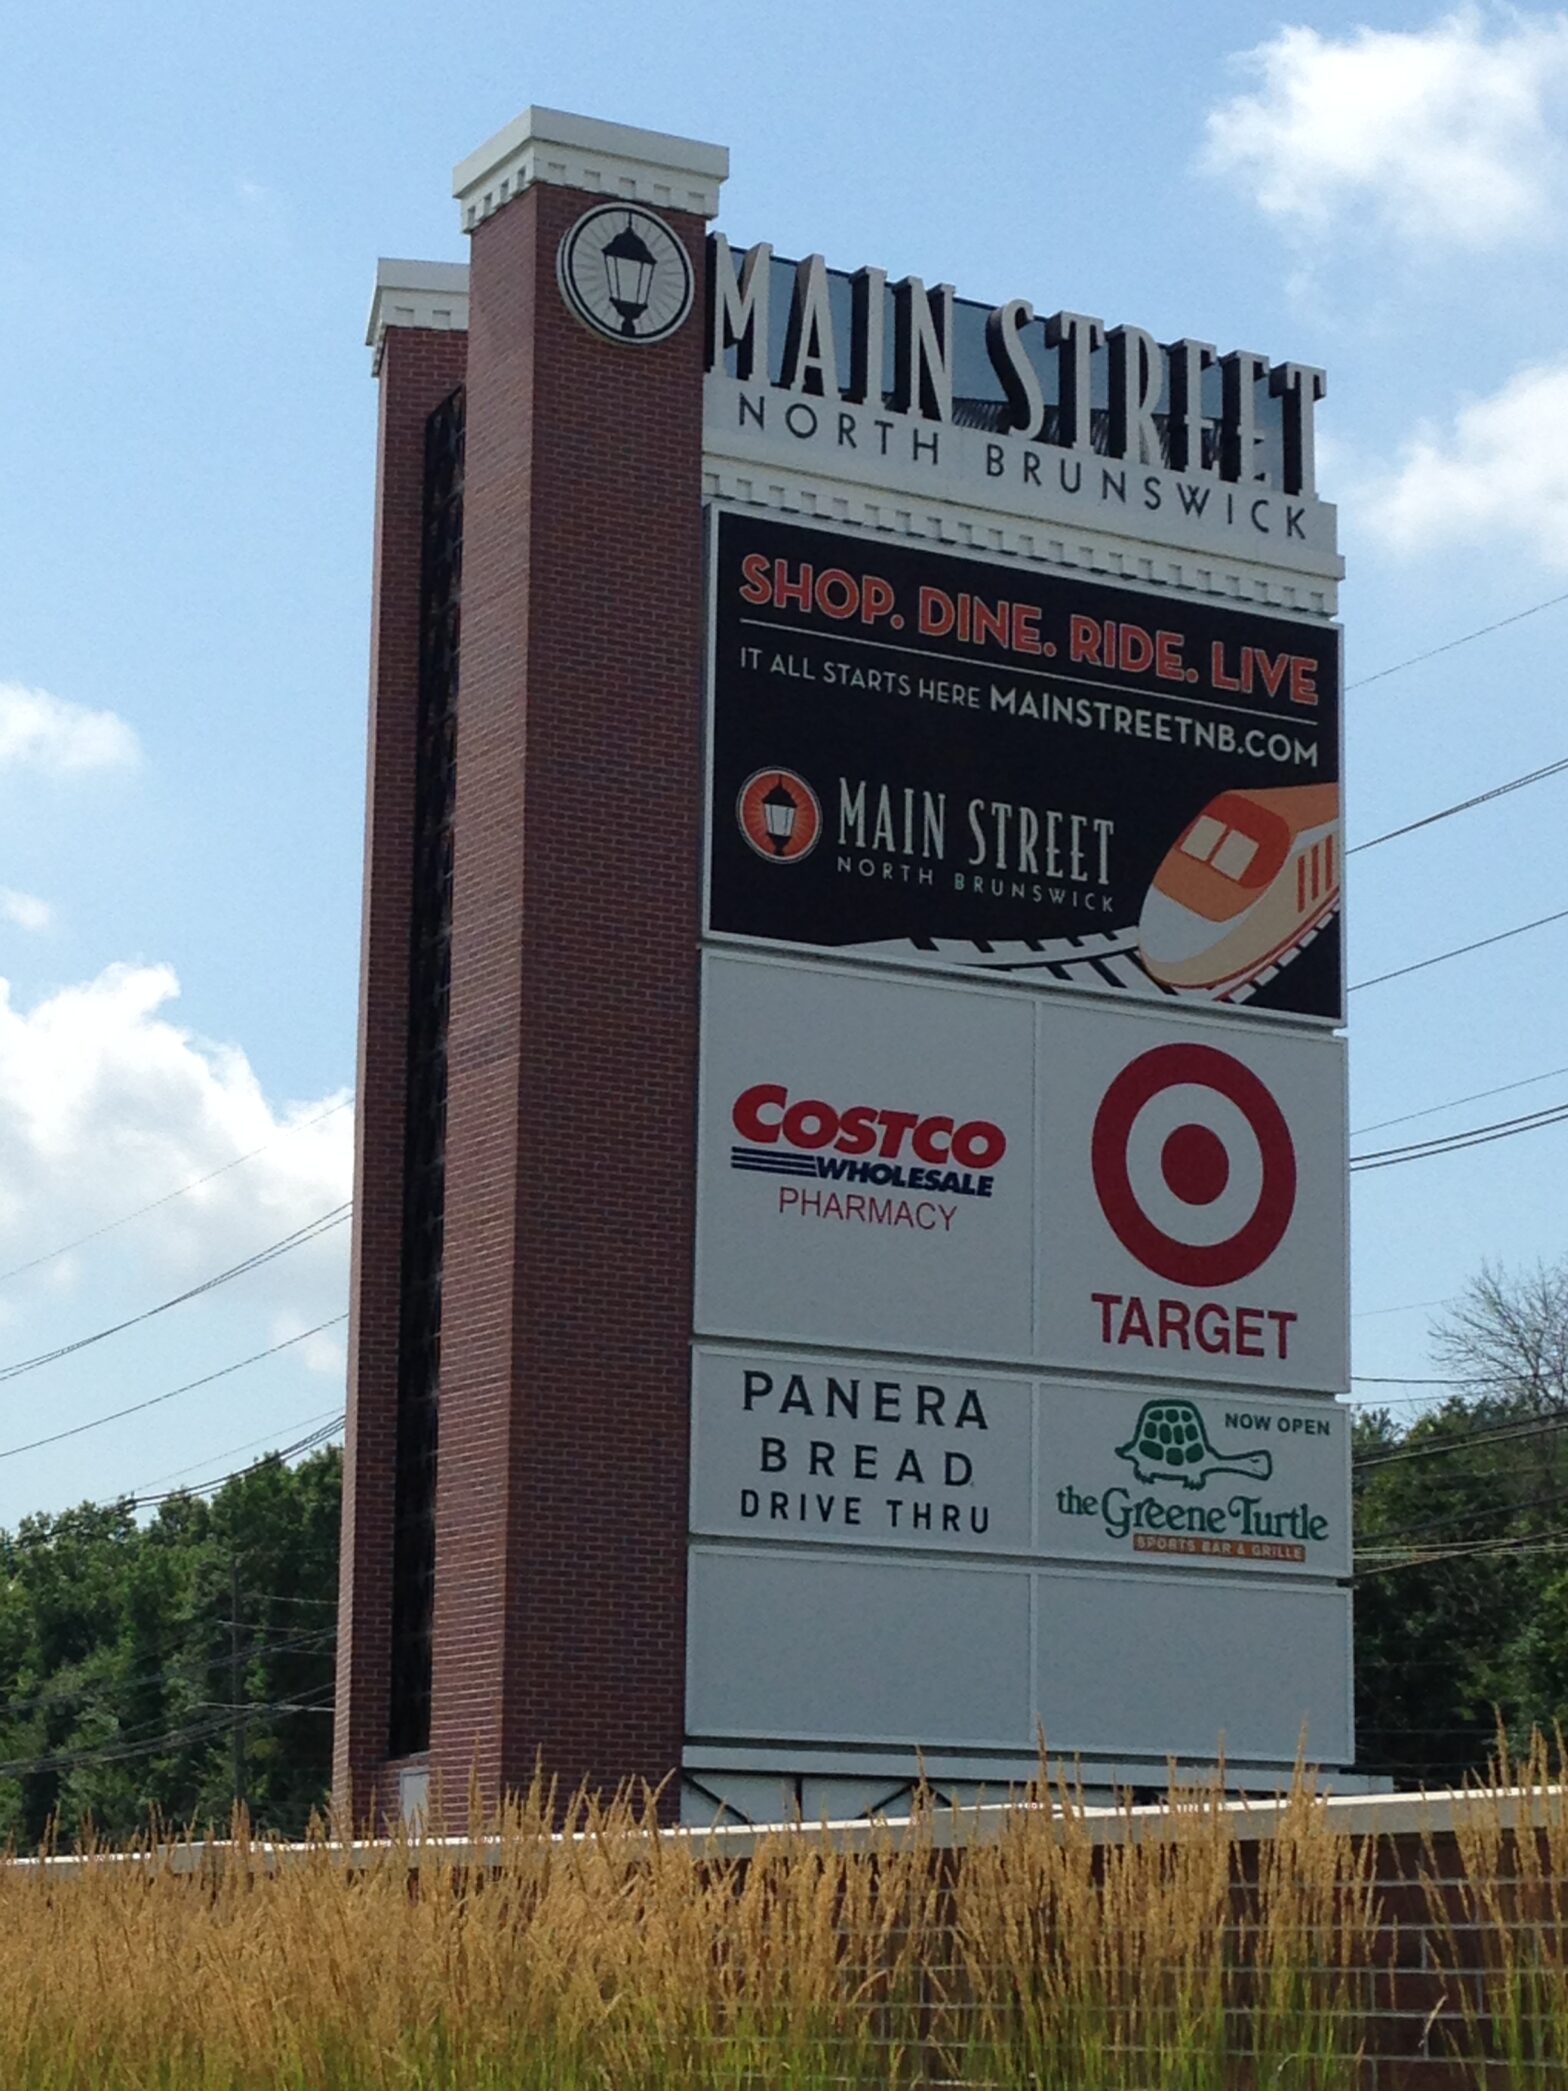 MAIN STREET
NORTH BRUNSWICK
SHOP. DINE. RIDE. LIVE
IT ALL STARTS HERE MAINSTREETNB.COM
MAIN STREET
NORTH BRUNSWICK
COSTCO
WHOLESALE
PHARMACY
TARGET
PANERA
BREAD
DRIVE THRU
NOW OPEN
the Greene Turtle
SPORTS BAR & GRILLE